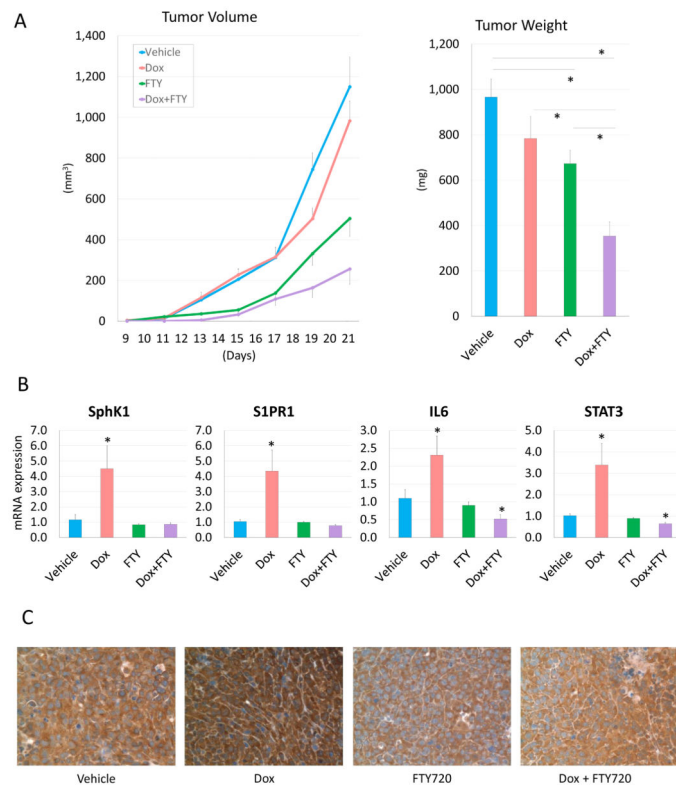 A
Tumor Volume
1,400
1,200
1,000
800
600
400
200
0
(mm³)
Vehicle
Dox
FTY
Dox+FTY
9 10 11 12 13 14 15 16 17 18 19 20 21
(Days)
Tumor Weight
1,200
1,000
800
600
400
200
0
(mg)
*
*
*
*
Vehicle
Dox
FTY
Dox+FTY
B
mRNA expression
SphK1
7.0
6.0
5.0
4.0
3.0
2.0
1.0
0.0
*
Vehicle
Dox
FTY
Dox+FTY
S1PR1
7.0
6.0
5.0
4.0
3.0
2.0
1.0
0.0
*
Vehicle
Dox
FTY
Dox+FTY
IL6
3.0
2.5
2.0
1.5
1.0
0.5
0.0
*
*
Vehicle
Dox
FTY
Dox+FTY
STAT3
5.0
4.0
3.0
2.0
1.0
0.0
*
*
Vehicle
Dox
FTY
Dox+FTY
C
Vehicle
Dox
FTY720
Dox + FTY720